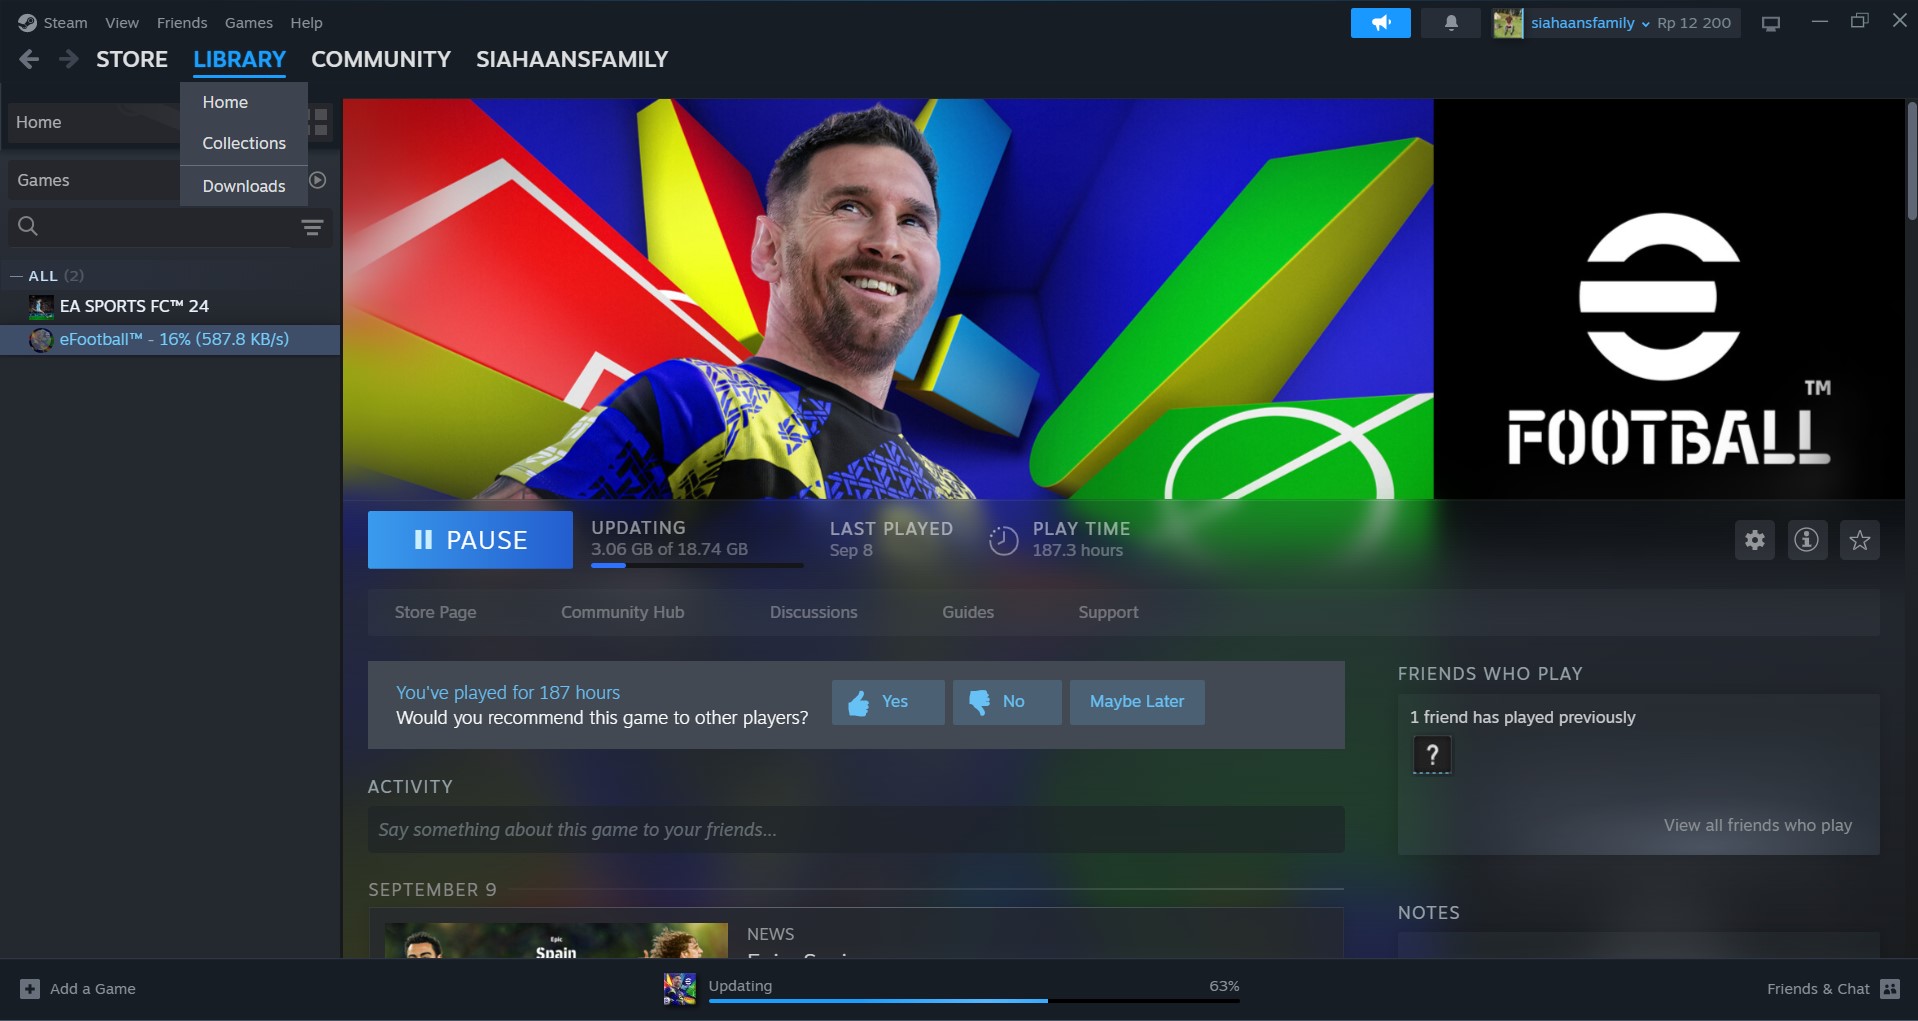 Steam View Friends Games Help
siahaansfamily Rp 12 200
STORE LIBRARY COMMUNITY SIAHAANSFAMILY
Home
Collections
Downloads
Home
Games
— ALL (2)
EA SPORTS FC™ 24
eFootball™ - 16% (587.8 KB/s)
FOOTBALL™
PAUSE
UPDATING
3.06 GB of 18.74 GB
LAST PLAYED
Sep 8
PLAY TIME
187.3 hours
Store Page Community Hub Discussions Guides Support
You've played for 187 hours
Would you recommend this game to other players?
Yes
No
Maybe Later
FRIENDS WHO PLAY
1 friend has played previously
?
View all friends who play
ACTIVITY
Say something about this game to your friends...
SEPTEMBER 9
Epic
Spain
NEWS
NOTES
Add a Game
Updating 63%
Friends & Chat